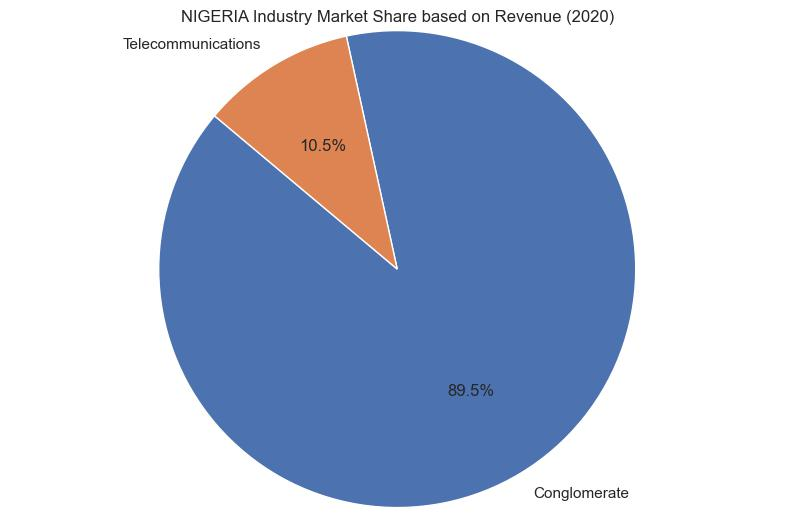 NIGERIA Industry Market Share based on Revenue (2020)
Telecommunications
10.5%
89.5%
Conglomerate